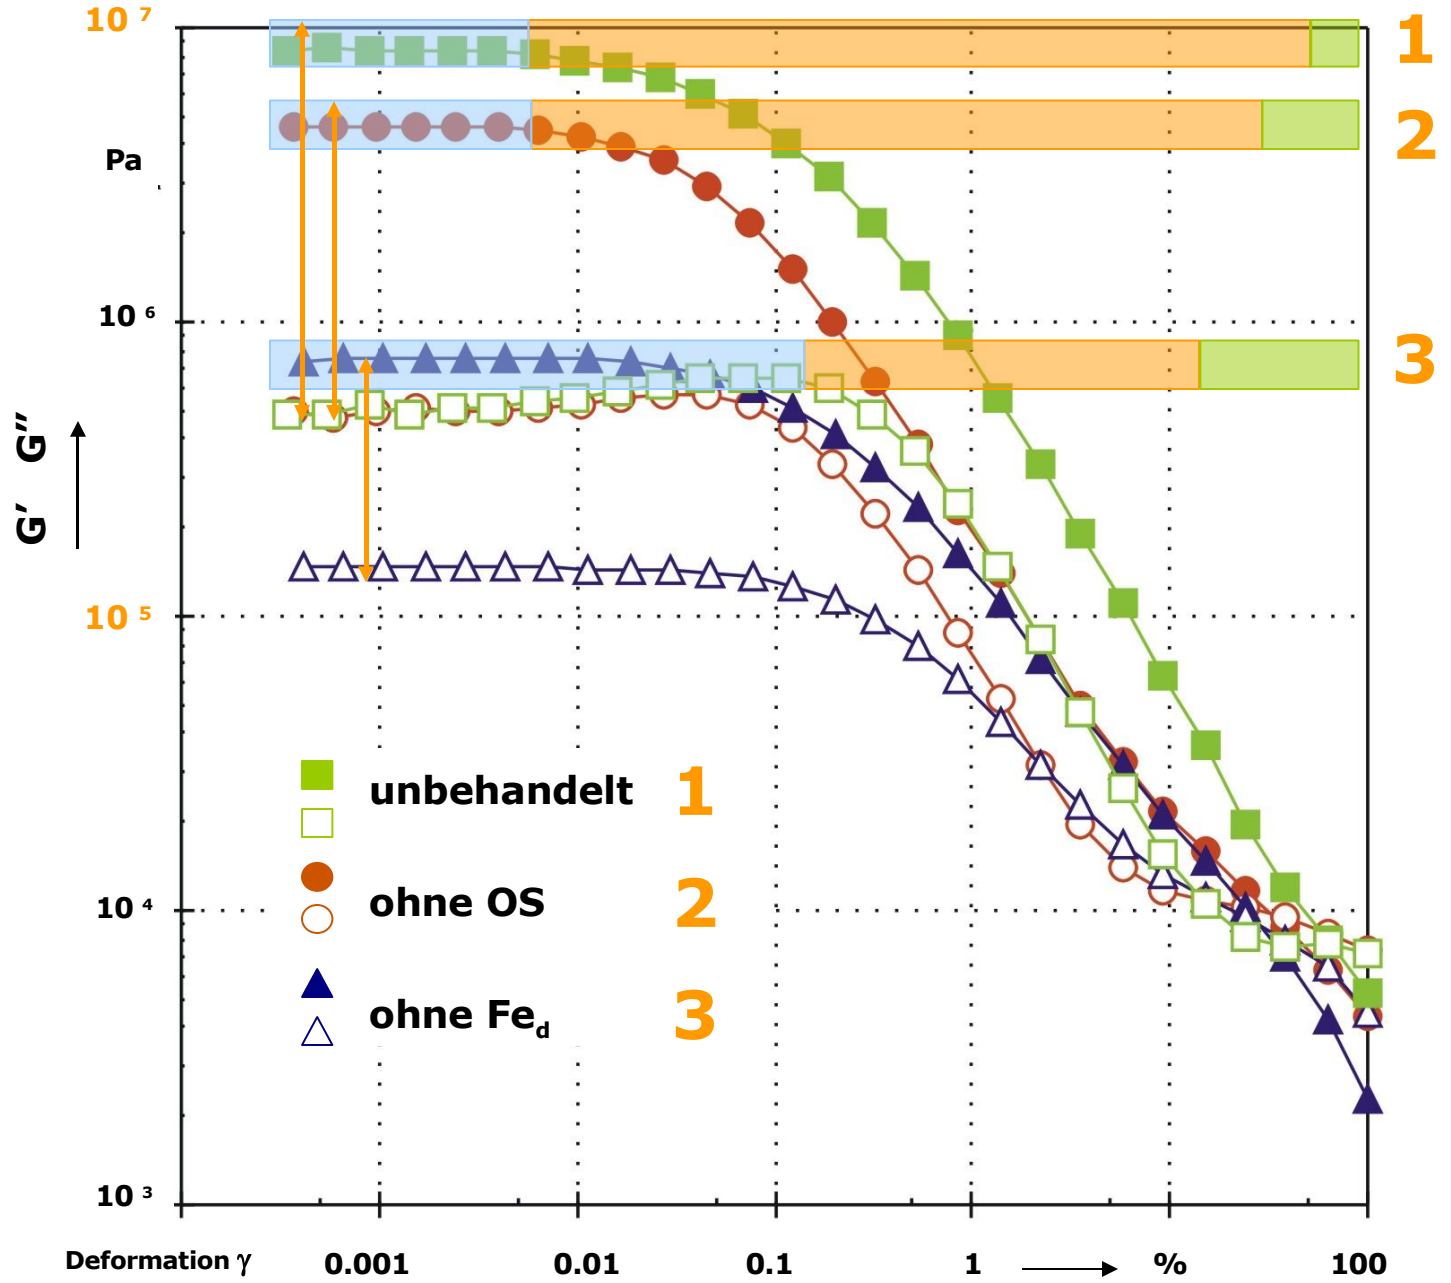 10 7
1
2
Pa
10 6
3
G′ G″
10 5
unbehandelt 1
ohne OS 2
ohne Fed 3
10 4
10 3
Deformation γ 0.001 0.01 0.1 1 % 100